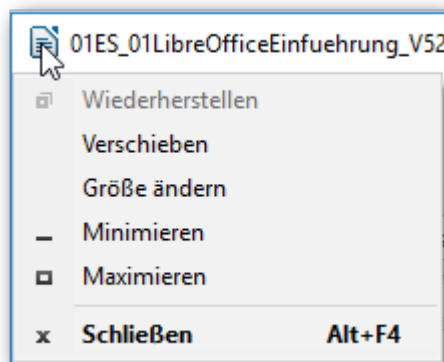 01ES_01LibreOfficeEinfuehrung_V52
Wiederherstellen
Verschieben
Größe ändern
Minimieren
Maximieren
Schließen Alt+F4